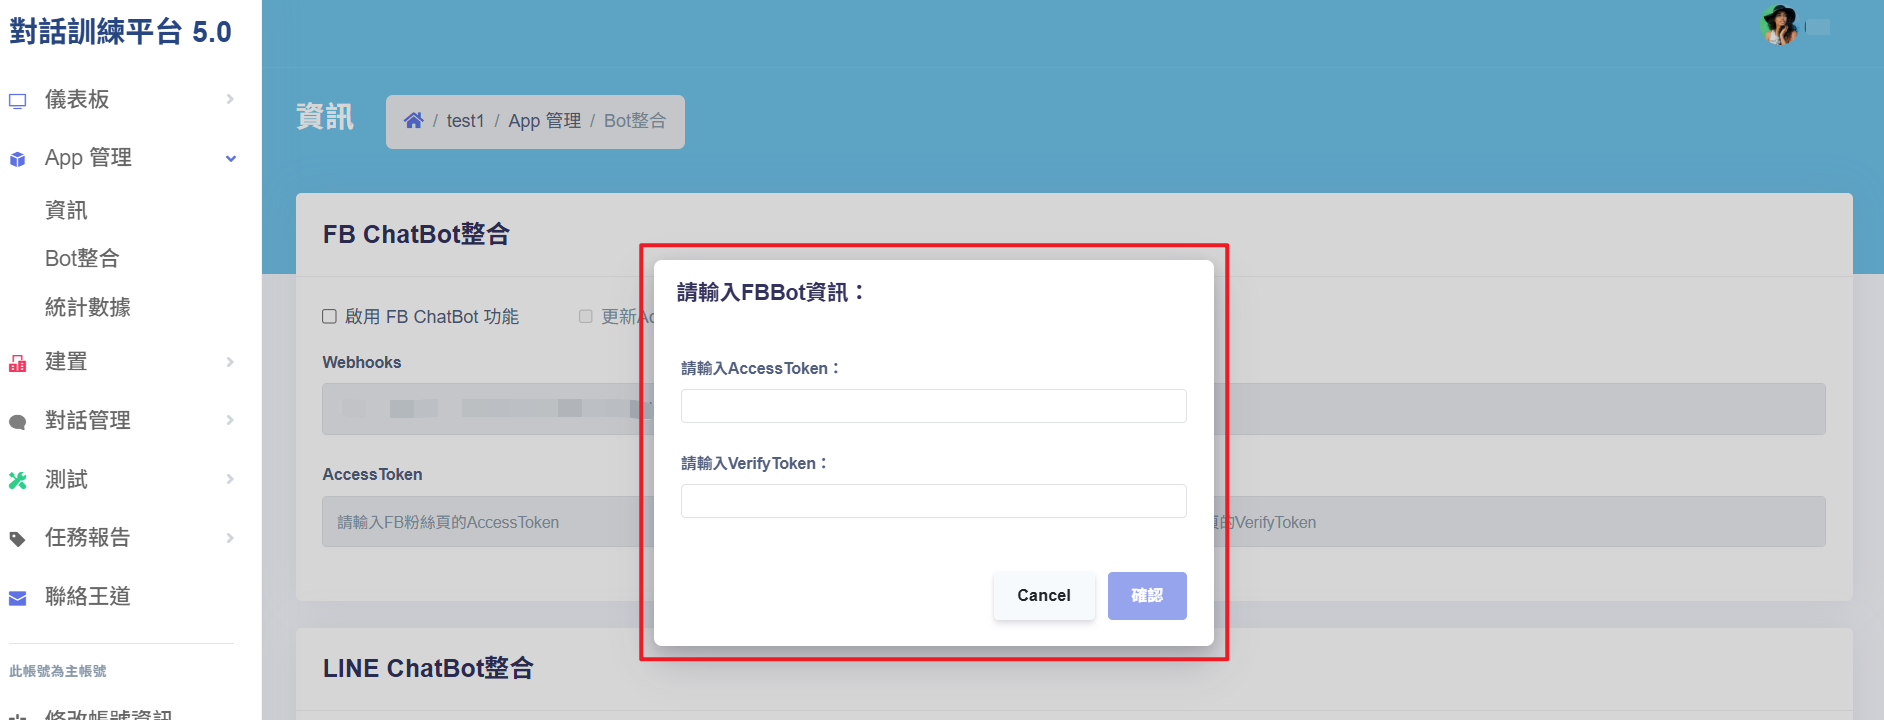 對話訓練平台 5.0
儀表板
App 管理
資訊
Bot整合
統計數據
建置
對話管理
測試
任務報告
聯絡王道
此帳號為主帳號
修改帳號資訊
資訊
/ test1 / App 管理 / Bot整合
FB ChatBot整合
啟用 FB ChatBot 功能
更新Ac
Webhooks
AccessToken
請輸入FB粉絲頁的AccessToken
頁的VerifyToken
請輸入FBBot資訊：
請輸入AccessToken：
請輸入VerifyToken：
Cancel
確認
LINE ChatBot整合